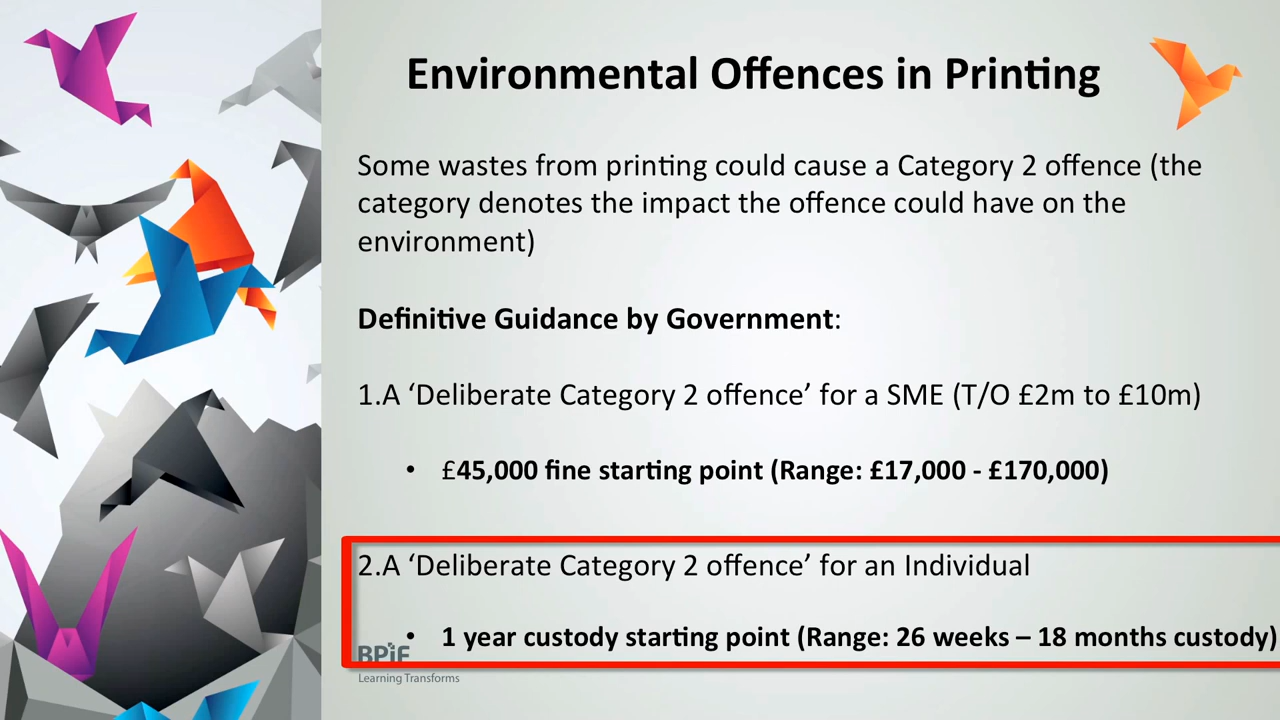 Environmental Offences in Printing
Some wastes from printing could cause a Category 2 offence (the
category denotes the impact the offence could have on the
environment)
Definitive Guidance by Government:
1.A ‘Deliberate Category 2 offence’ for a SME (T/O £2m to £10m)
• £45,000 fine starting point (Range: £17,000 - £170,000)
2.A ‘Deliberate Category 2 offence’ for an Individual
• 1 year custody starting point (Range: 26 weeks – 18 months custody)
BPiF
Learning Transforms